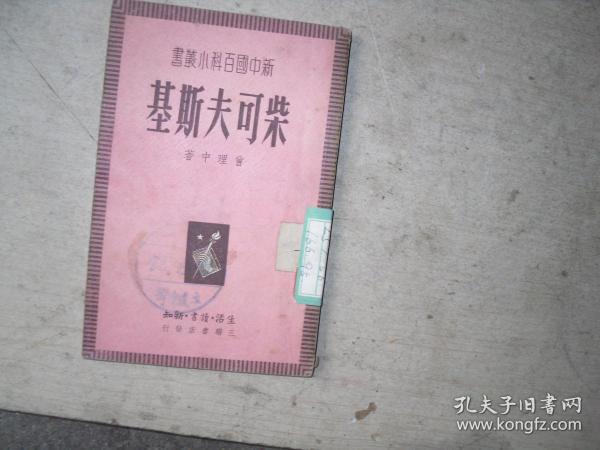 新中國百科小叢書
柴可夫斯基
曾理中著
生活·讀書·新知
三聯書店發行
孔夫子旧书网
www.kongfz.com